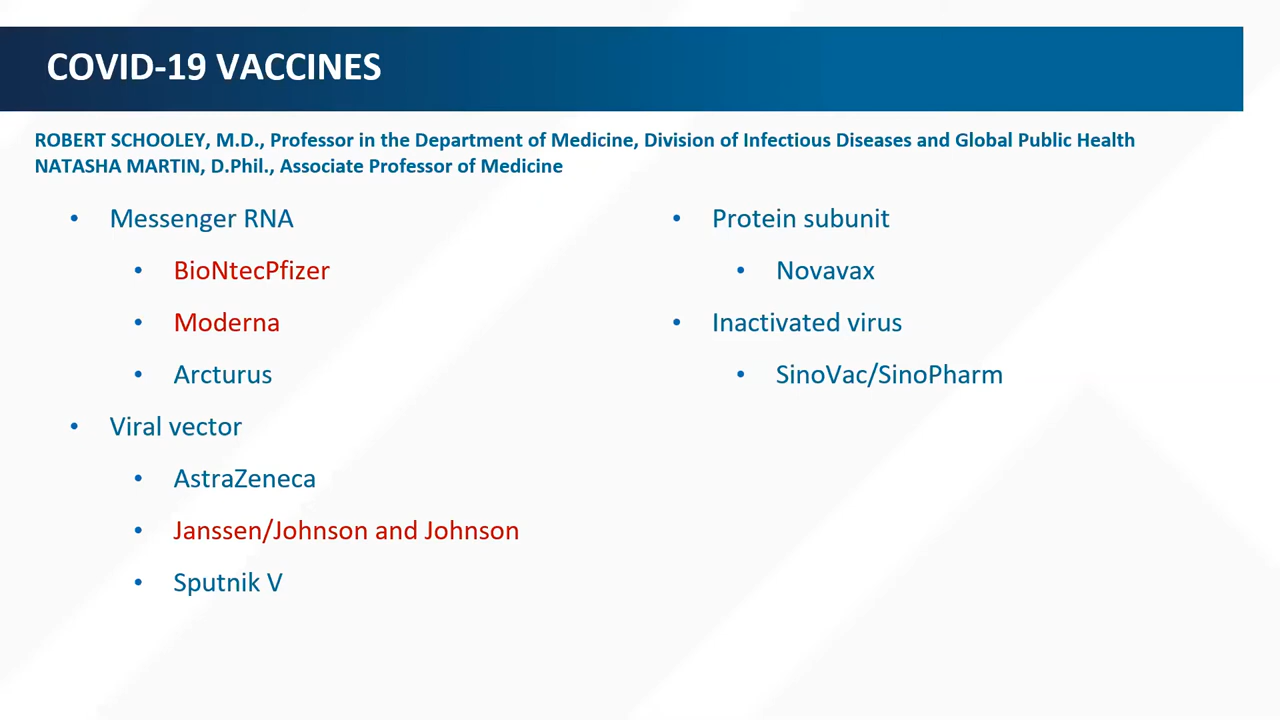 COVID-19 VACCINES
ROBERT SCHOOLEY, M.D., Professor in the Department of Medicine, Division of Infectious Diseases and Global Public Health
NATASHA MARTIN, D.Phil., Associate Professor of Medicine
• Messenger RNA
• BioNtecPfizer
• Moderna
• Arcturus
• Viral vector
• AstraZeneca
• Janssen/Johnson and Johnson
• Sputnik V
• Protein subunit
• Novavax
• Inactivated virus
• SinoVac/SinoPharm